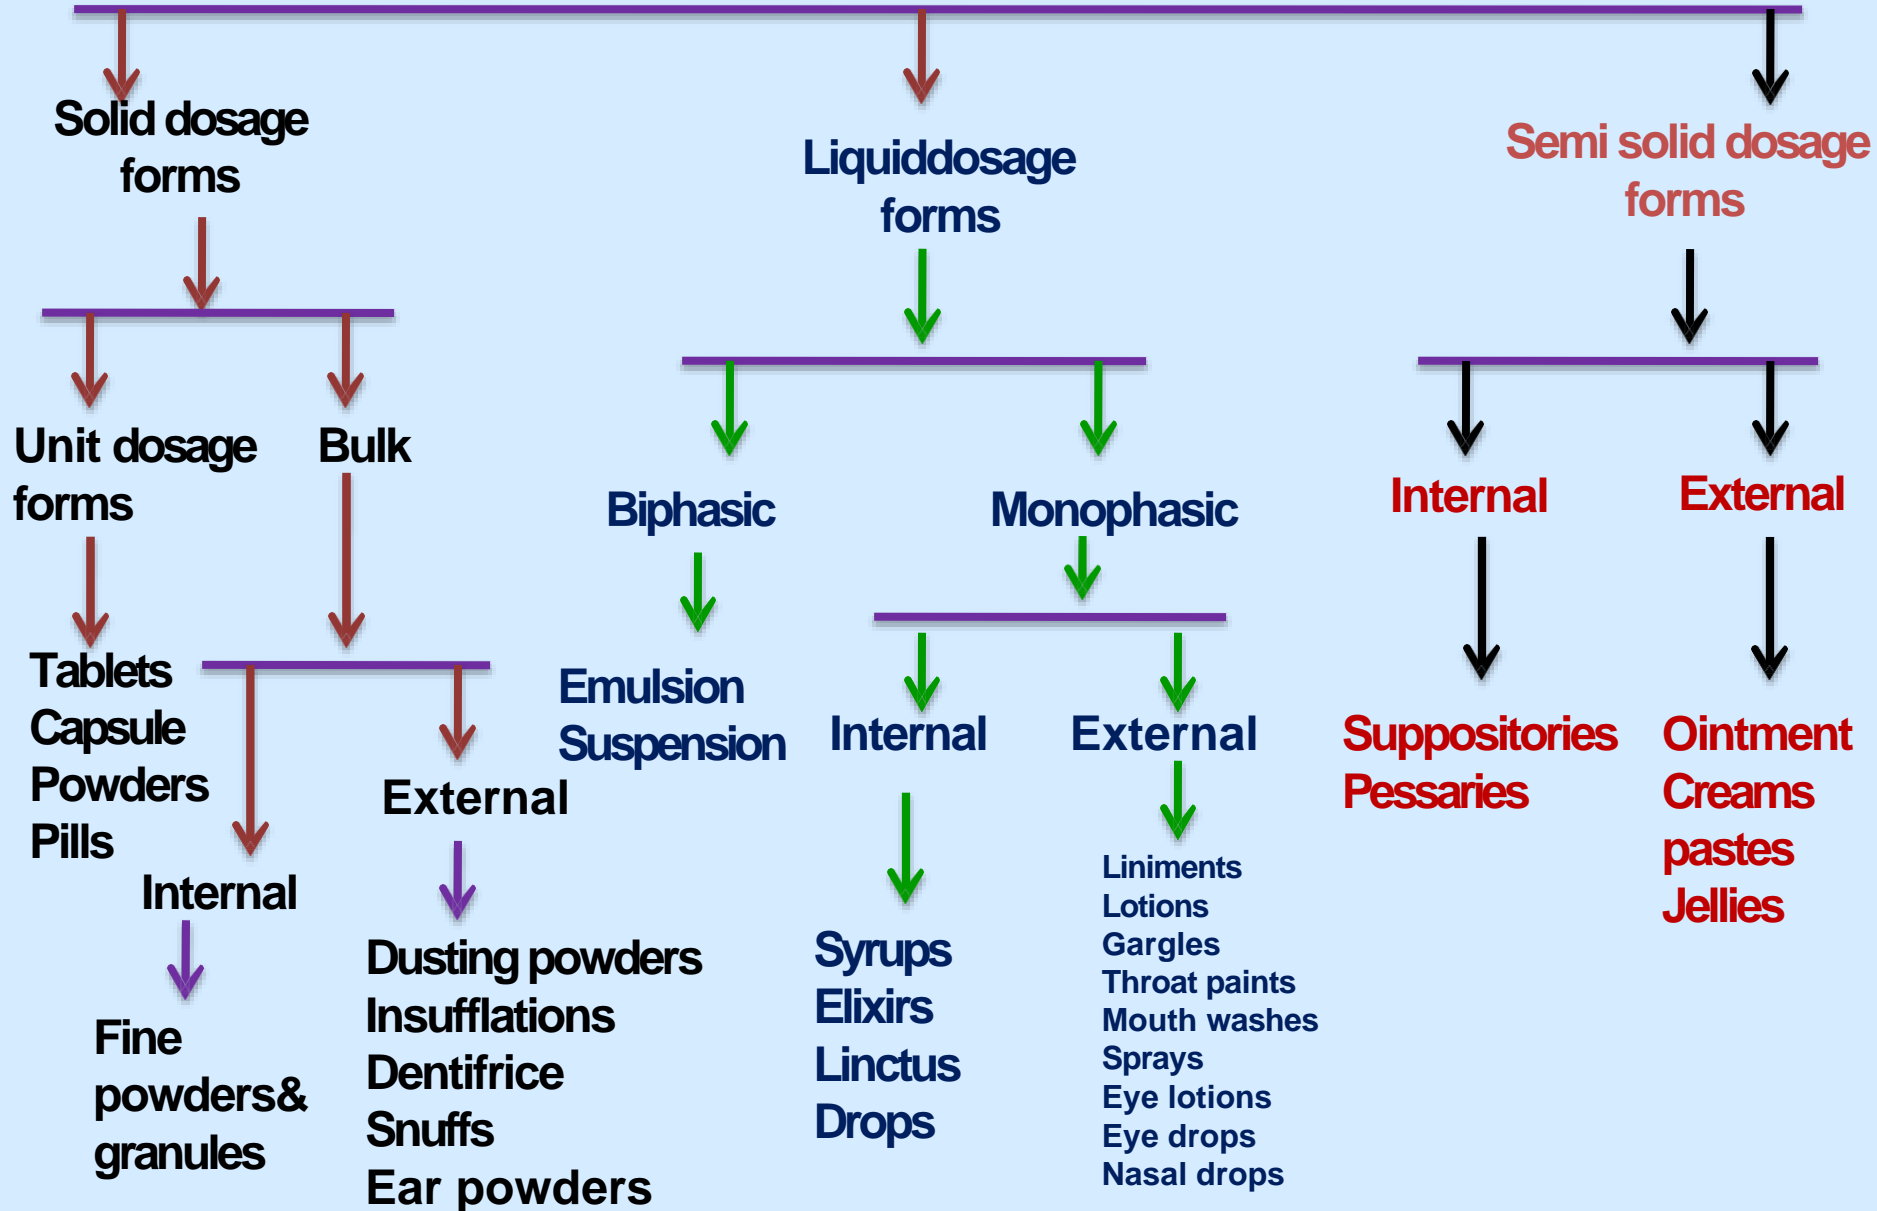 Solid dosage
forms
Liquiddosage
forms
Semi solid dosage
forms
Unit dosage
forms
Bulk
Biphasic
Monophasic
Internal
External
Tablets
Capsule
Powders
Pills
Internal
External
Emulsion
Suspension
Internal
External
Suppositories
Pessaries
Ointment
Creams
pastes
Jellies
Fine
powders&
granules
Dusting powders
Insufflations
Dentifrice
Snuffs
Ear powders
Syrups
Elixirs
Linctus
Drops
Liniments
Lotions
Gargles
Throat paints
Mouth washes
Sprays
Eye lotions
Eye drops
Nasal drops